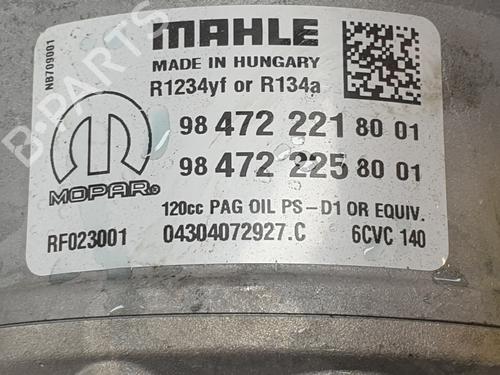 MAHLE
MADE IN HUNGARY
R1234yf or R134a
NB709001
98 472 221 80 01
98 472 225 80 01
MOPAR®
120cc PAG OIL PS-D1 OR EQUIV.
RF023001 04304072927.C 6CVC 140
B-PARTS